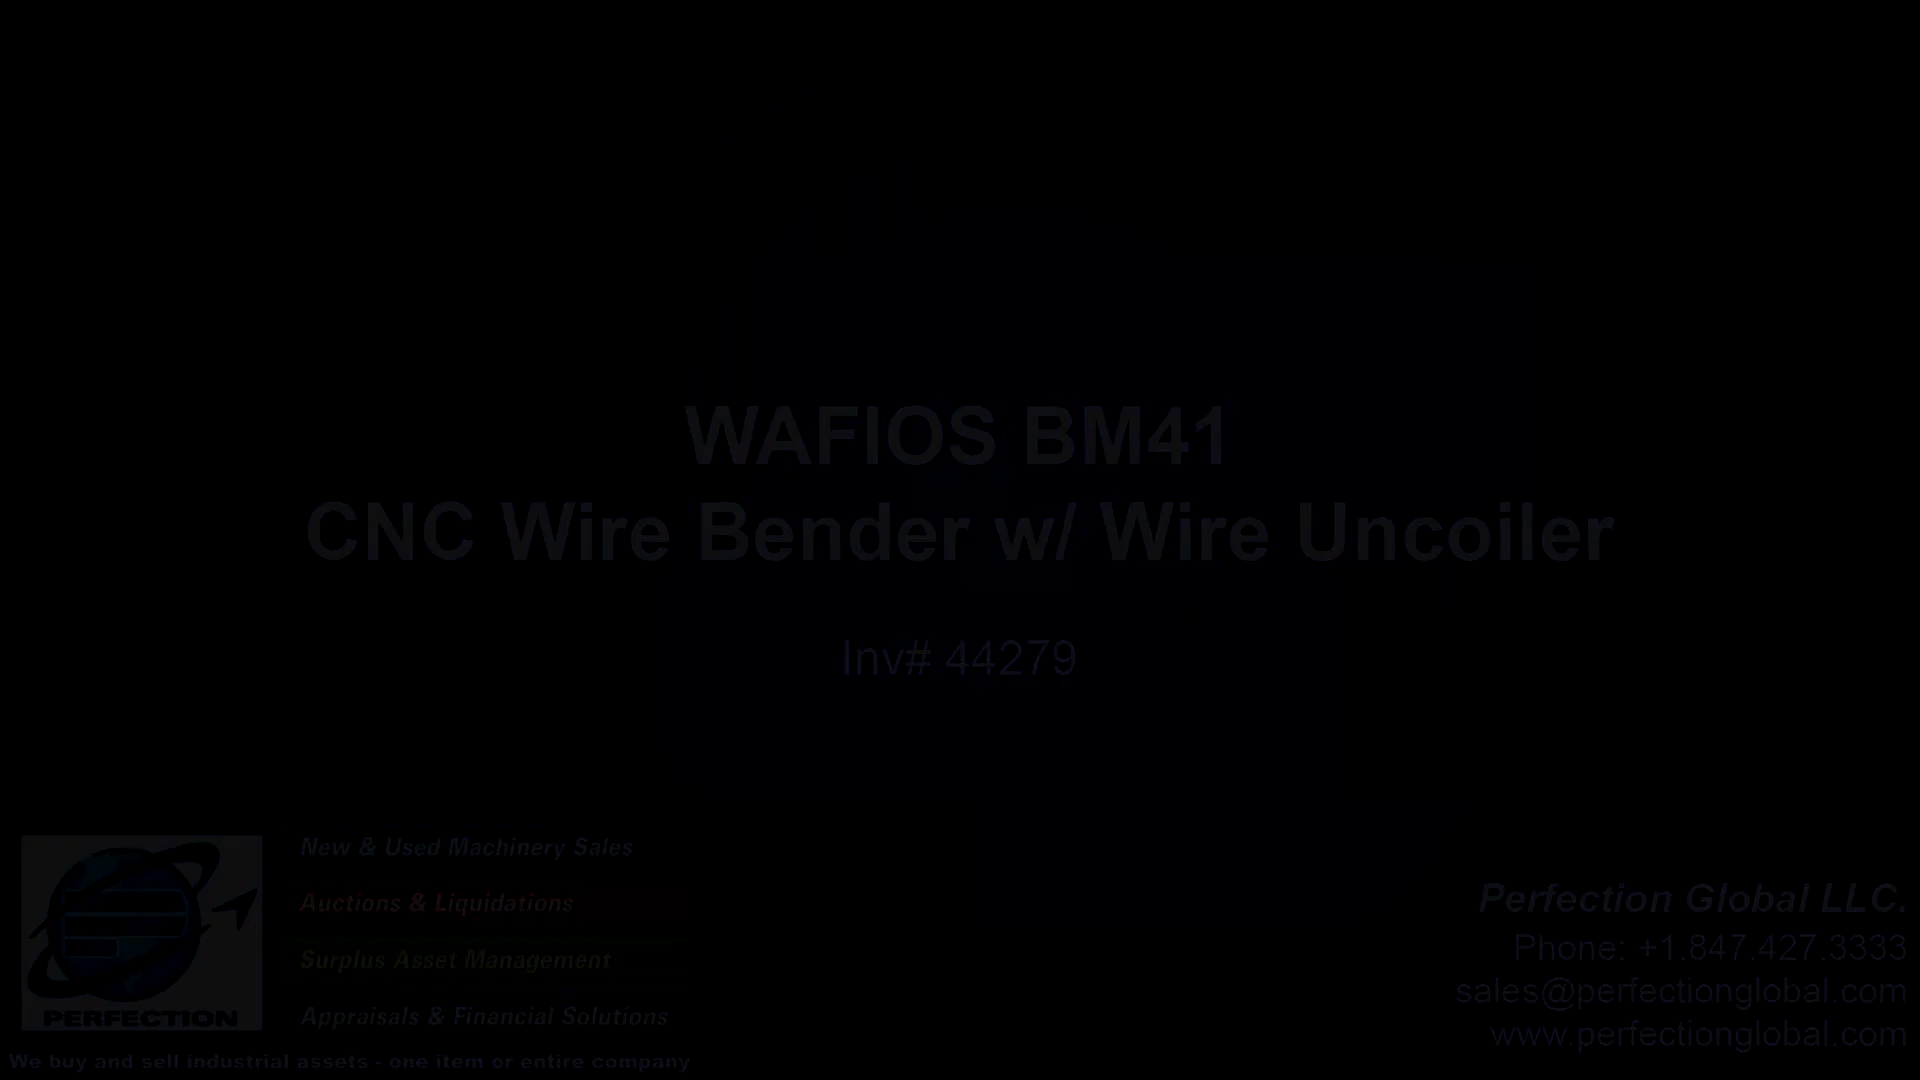 WAFIOS BM41
CNC Wire Bender w/ Wire Uncoiler
Inv# 44279
New & Used Machinery Sales
Auctions & Liquidations
Surplus Asset Management
Appraisals & Financial Solutions
PERFECTION
We buy and sell industrial assets - one item or entire company
Perfection Global LLC.
Phone: +1.847.427.3333
sales@perfectionglobal.com
www.perfectionglobal.com